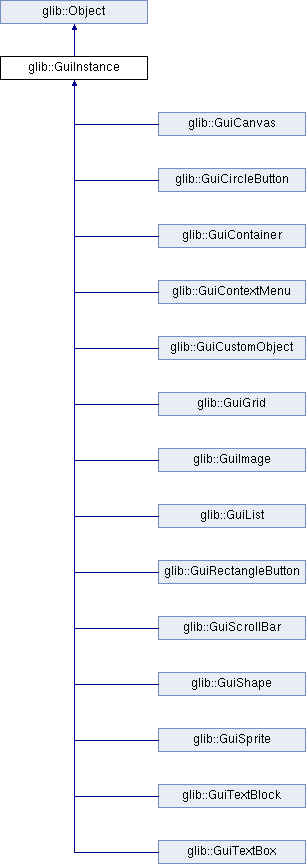 glib::Object
glib::GuiInstance
glib::GuiCanvas
glib::GuiCircleButton
glib::GuiContainer
glib::GuiContextMenu
glib::GuiCustomObject
glib::GuiGrid
glib::GuiImage
glib::GuiList
glib::GuiRectangleButton
glib::GuiScrollBar
glib::GuiShape
glib::GuiSprite
glib::GuiTextBlock
glib::GuiTextBox